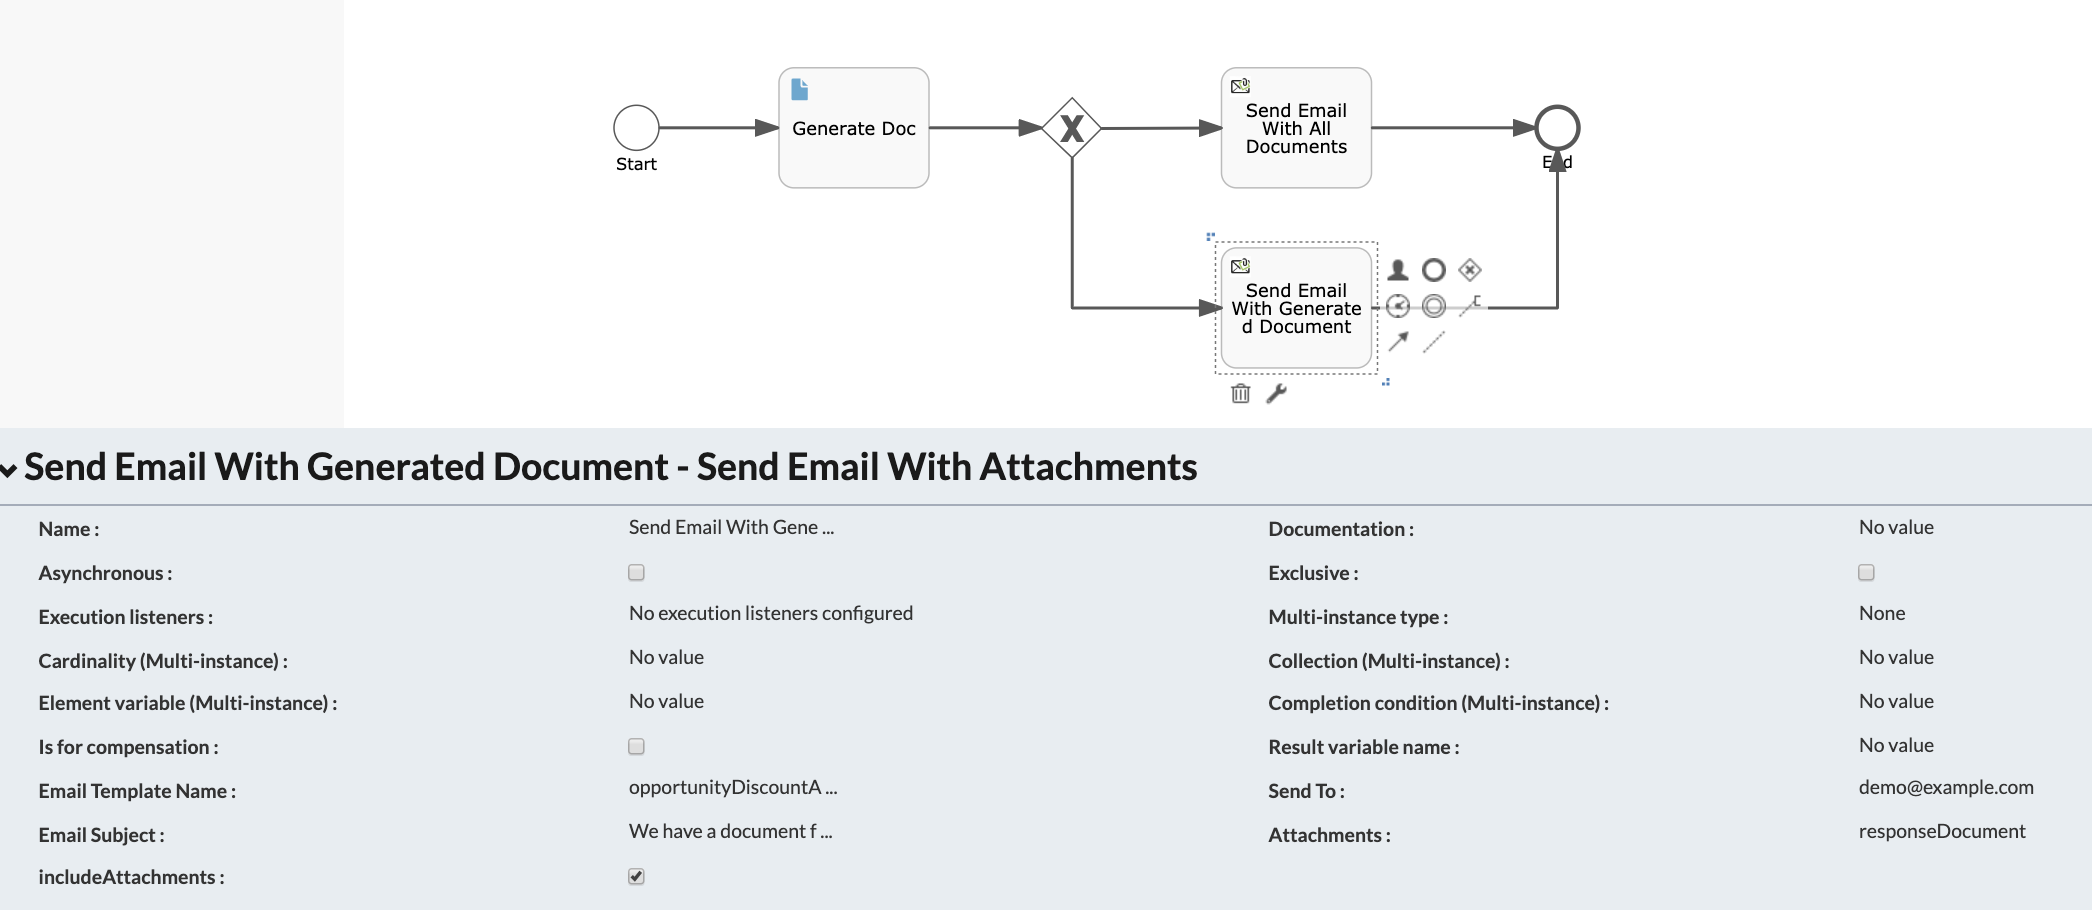 Start
Generate Doc
X
Send Email
With All
Documents
End
Send Email
With Generate
d Document
Send Email With Generated Document - Send Email With Attachments
Name :
Send Email With Gene ...
Documentation :
No value
Asynchronous :
Exclusive :
Execution listeners :
No execution listeners configured
Multi-instance type :
None
Cardinality (Multi-instance) :
No value
Collection (Multi-instance) :
No value
Element variable (Multi-instance) :
No value
Completion condition (Multi-instance) :
No value
Is for compensation :
Result variable name :
No value
Email Template Name :
opportunityDiscountA ...
Send To :
demo@example.com
Email Subject :
We have a document f ...
Attachments :
responseDocument
includeAttachments :